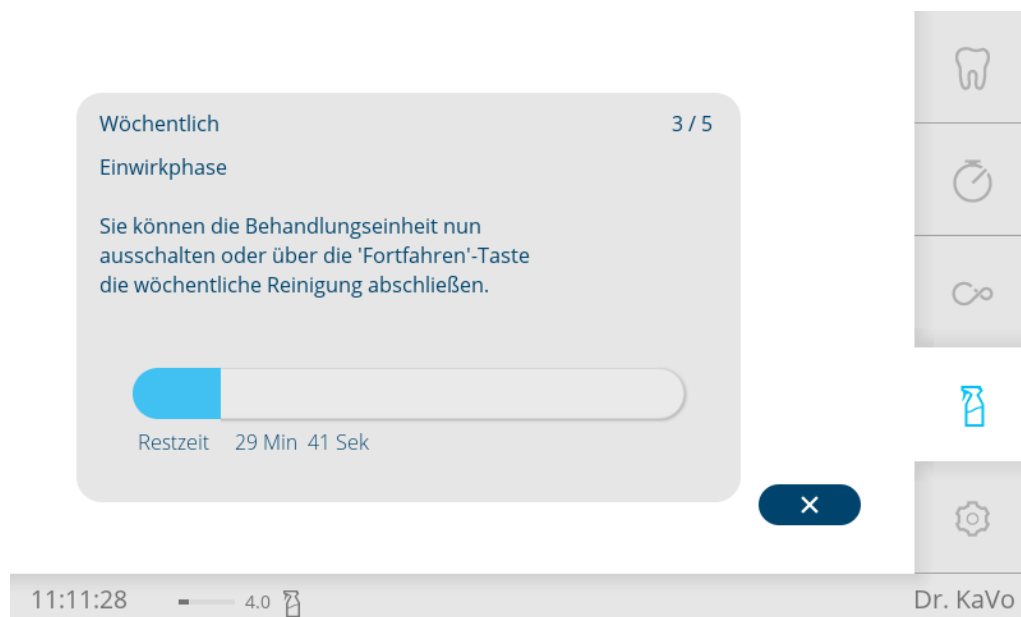 Wöchentlich 3 / 5
Einwirkphase
Sie können die Behandlungseinheit nun
ausschalten oder über die 'Fortfahren'-Taste
die wöchentliche Reinigung abschließen.
Restzeit 29 Min 41 Sek
11:11:28 4.0 Dr. KaVo